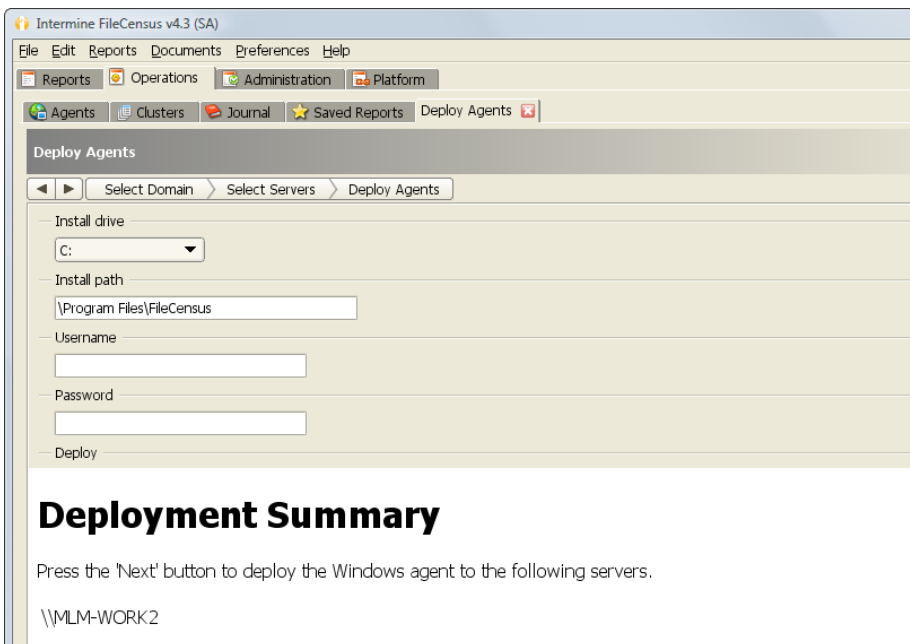 Intermine FileCensus v4.3 (SA)
File Edit Reports Documents Preferences Help
Reports Operations Administration Platform
Agents Clusters Journal Saved Reports Deploy Agents
Deploy Agents
Select Domain Select Servers Deploy Agents
Install drive
C:
Install path
\Program Files\FileCensus
Username
Password
Deploy
Deployment Summary
Press the 'Next' button to deploy the Windows agent to the following servers.
\\MLM-WORK2